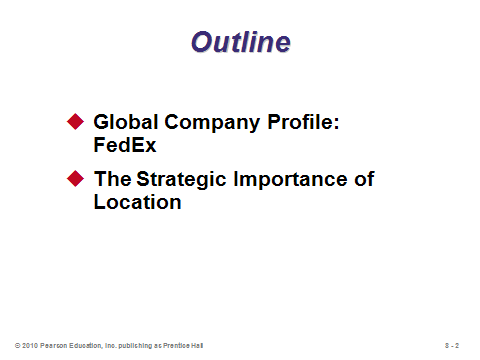 Outline
Global Company Profile:
FedEx
The Strategic Importance of
Location
© 2010 Pearson Education, Inc. publishing as Prentice Hall
8 - 2